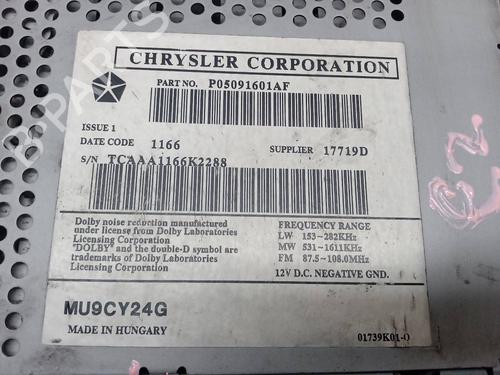 CHRYSLER CORPORATION
PART NO. P05091601AF
ISSUE 1
DATE CODE 1166 SUPPLIER 17719D
S/N TCAAA1166K2288
Dolby noise reduction manufactured
under license from Dolby Laboratories
Licensing Corporation
"DOLBY" and the double-D symbol are
trademarks of Dolby Laboratories
Licensing Corporation
FREQUENCY RANGE
LW 153~282KHz
MW 531~1611KHz
FM 87.5~108.0MHz
12V D.C. NEGATIVE GND.
MU9CY24G
MADE IN HUNGARY 01739K01-0
B-PARTS